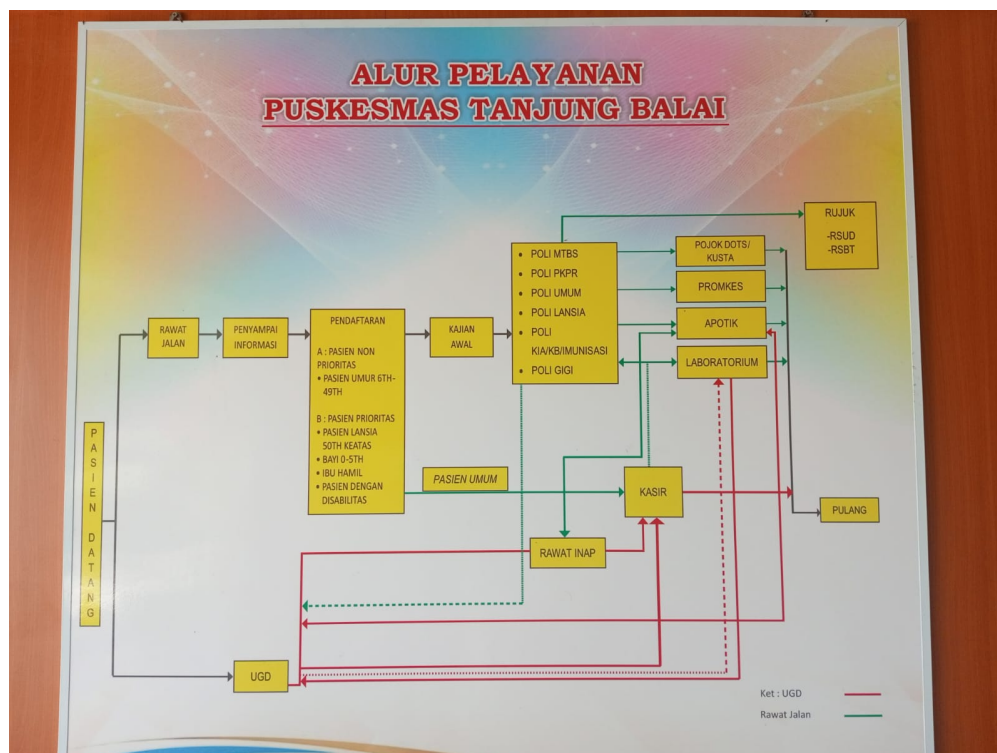 ALUR PELAYANAN
PUSKESMAS TANJUNG BALAI
PASIEN DATANG
RAWAT
JALAN
PENYAMPAI
INFORMASI
PENDAFTARAN
A : PASIEN NON
PRIORITAS
• PASIEN UMUR 6TH-
49TH
B : PASIEN PRIORITAS
• PASIEN LANSIA
50TH KEATAS
• BAYI 0-5TH
• IBU HAMIL
• PASIEN DENGAN
DISABILITAS
KAJIAN
AWAL
• POLI MTBS
• POLI PKPR
• POLI UMUM
• POLI LANSIA
• POLI
KIA/KB/IMUNISASI
• POLI GIGI
POJOK DOTS/
KUSTA
PROMKES
APOTIK
LABORATORIUM
RUJUK
-RSUD
-RSBT
PASIEN UMUM
KASIR
RAWAT INAP
PULANG
UGD
Ket : UGD
Rawat Jalan